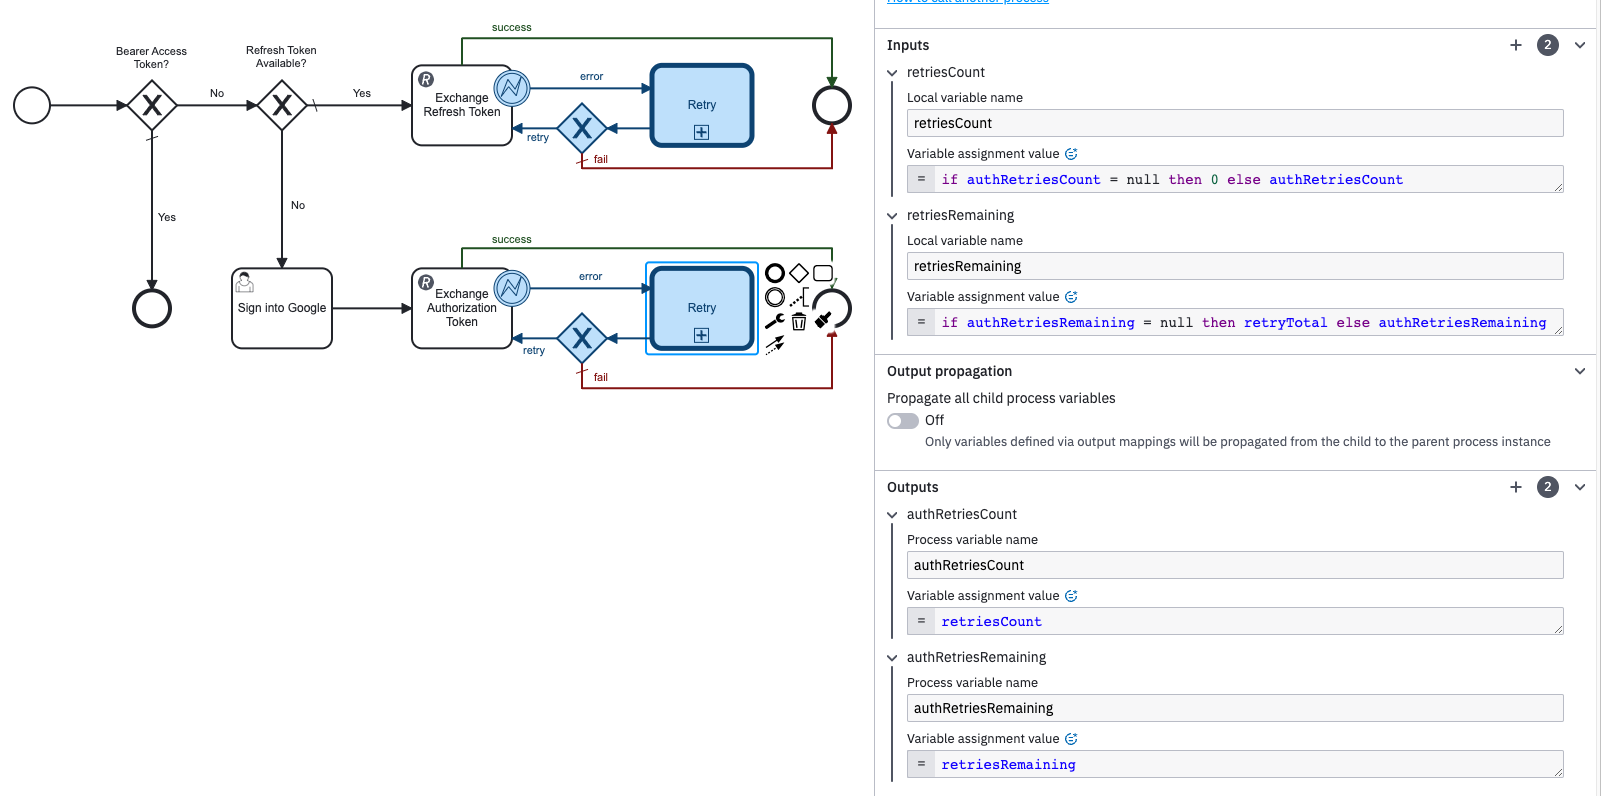 How to call another process
success
Bearer Access
Token?
Refresh Token
Available?
No
Yes
R
Exchange
Refresh Token
error
Retry
retry
fail
Yes
No
success
Sign into Google
R
Exchange
Authorization
Token
error
Retry
retry
fail
Inputs
2
retriesCount
Local variable name
retriesCount
Variable assignment value
= if authRetriesCount = null then 0 else authRetriesCount
retriesRemaining
Local variable name
retriesRemaining
Variable assignment value
= if authRetriesRemaining = null then retryTotal else authRetriesRemaining
Output propagation
Propagate all child process variables
Off
Only variables defined via output mappings will be propagated from the child to the parent process instance
Outputs
2
authRetriesCount
Process variable name
authRetriesCount
Variable assignment value
= retriesCount
authRetriesRemaining
Process variable name
authRetriesRemaining
Variable assignment value
= retriesRemaining